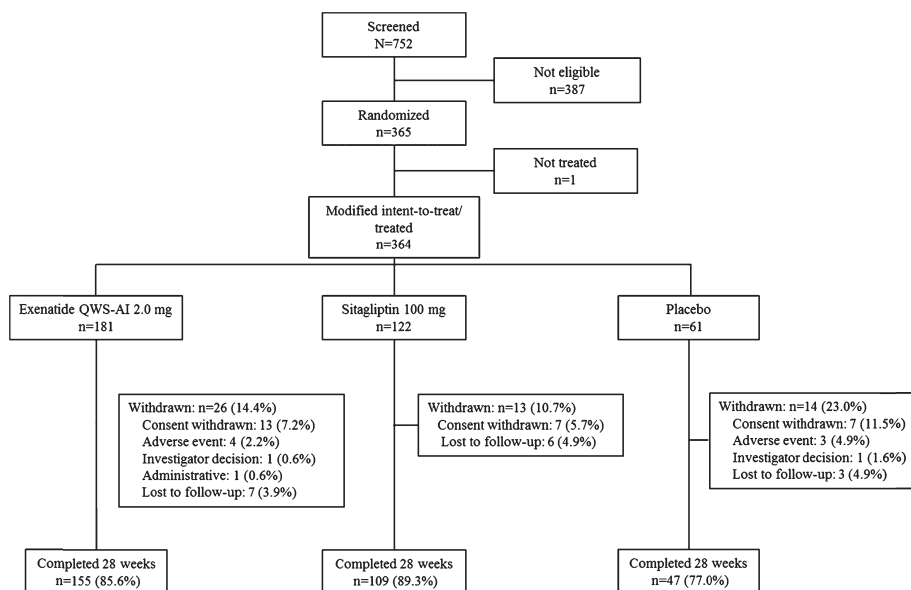 Screened
N=752
Not eligible
n=387
Randomized
n=365
Not treated
n=1
Modified intent-to-treat/
treated
n=364
Exenatide QWS-AI 2.0 mg
n=181
Sitagliptin 100 mg
n=122
Placebo
n=61
Withdrawn: n=26 (14.4%)
Consent withdrawn: 13 (7.2%)
Adverse event: 4 (2.2%)
Investigator decision: 1 (0.6%)
Administrative: 1 (0.6%)
Lost to follow-up: 7 (3.9%)
Withdrawn: n=13 (10.7%)
Consent withdrawn: 7 (5.7%)
Lost to follow-up: 6 (4.9%)
Withdrawn: n=14 (23.0%)
Consent withdrawn: 7 (11.5%)
Adverse event: 3 (4.9%)
Investigator decision: 1 (1.6%)
Lost to follow-up: 3 (4.9%)
Completed 28 weeks
n=155 (85.6%)
Completed 28 weeks
n=109 (89.3%)
Completed 28 weeks
n=47 (77.0%)